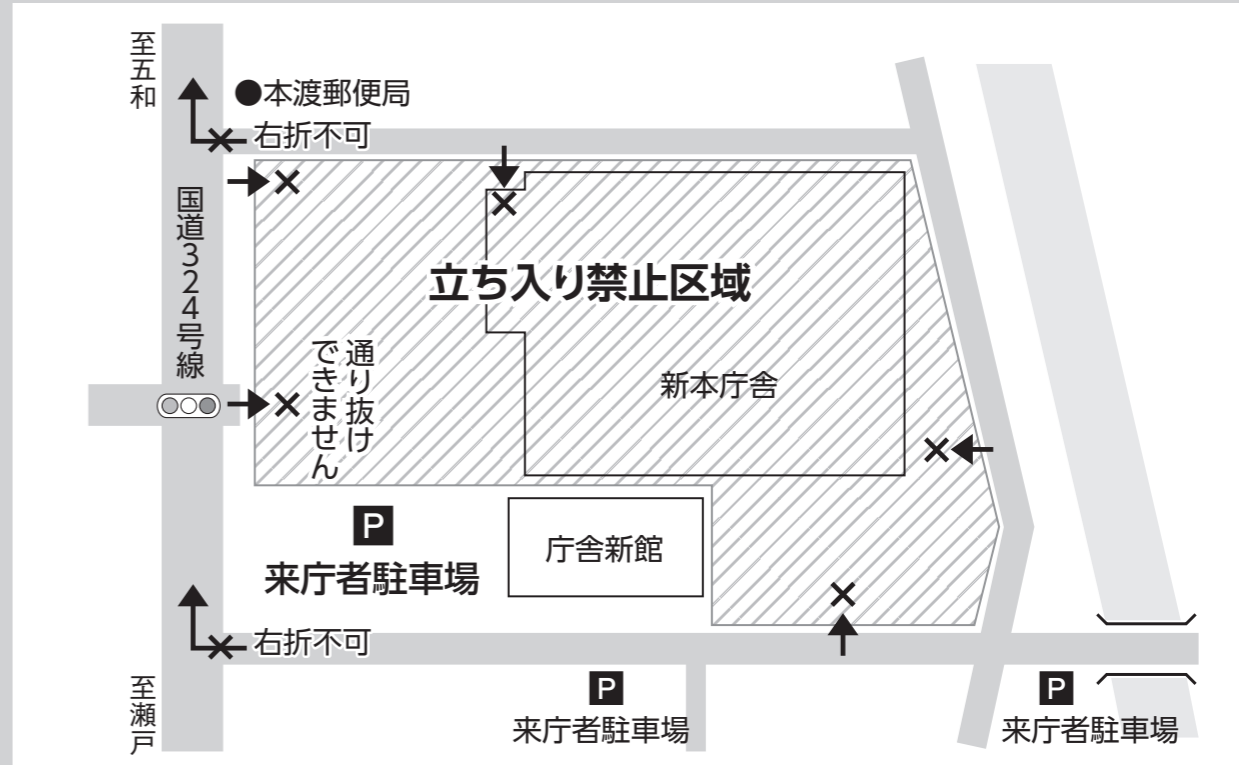 至五和
●本渡郵便局
右折不可
国道324号線
立ち入り禁止区域
通り抜け
できません
新本庁舎
P
来庁者駐車場
庁舎新館
右折不可
至瀬戸
P
来庁者駐車場
P
来庁者駐車場